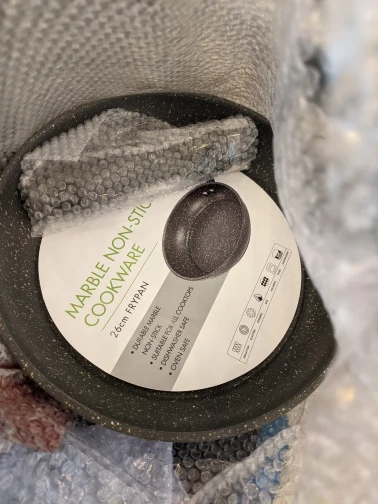 MARBLE NON-STIC
COOKWARE
26cm FRYPAN
• DURABLE MARBLE
NON- STICK
• SUITABLE FOR ALL COOKTOPS
• DISHWASHER SAFE
• OVEN SAFE